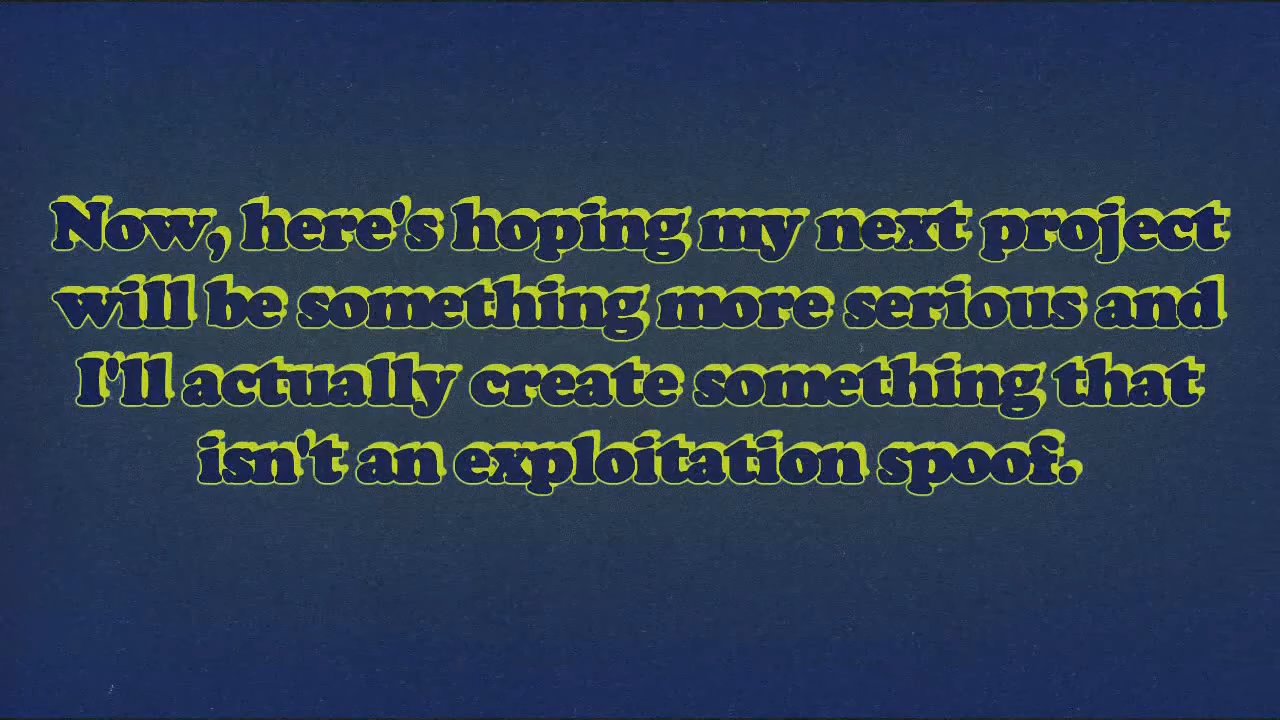 Now, here's hoping my next project
will be something more serious and
I'll actually create something that
isn't an exploitation spoof.